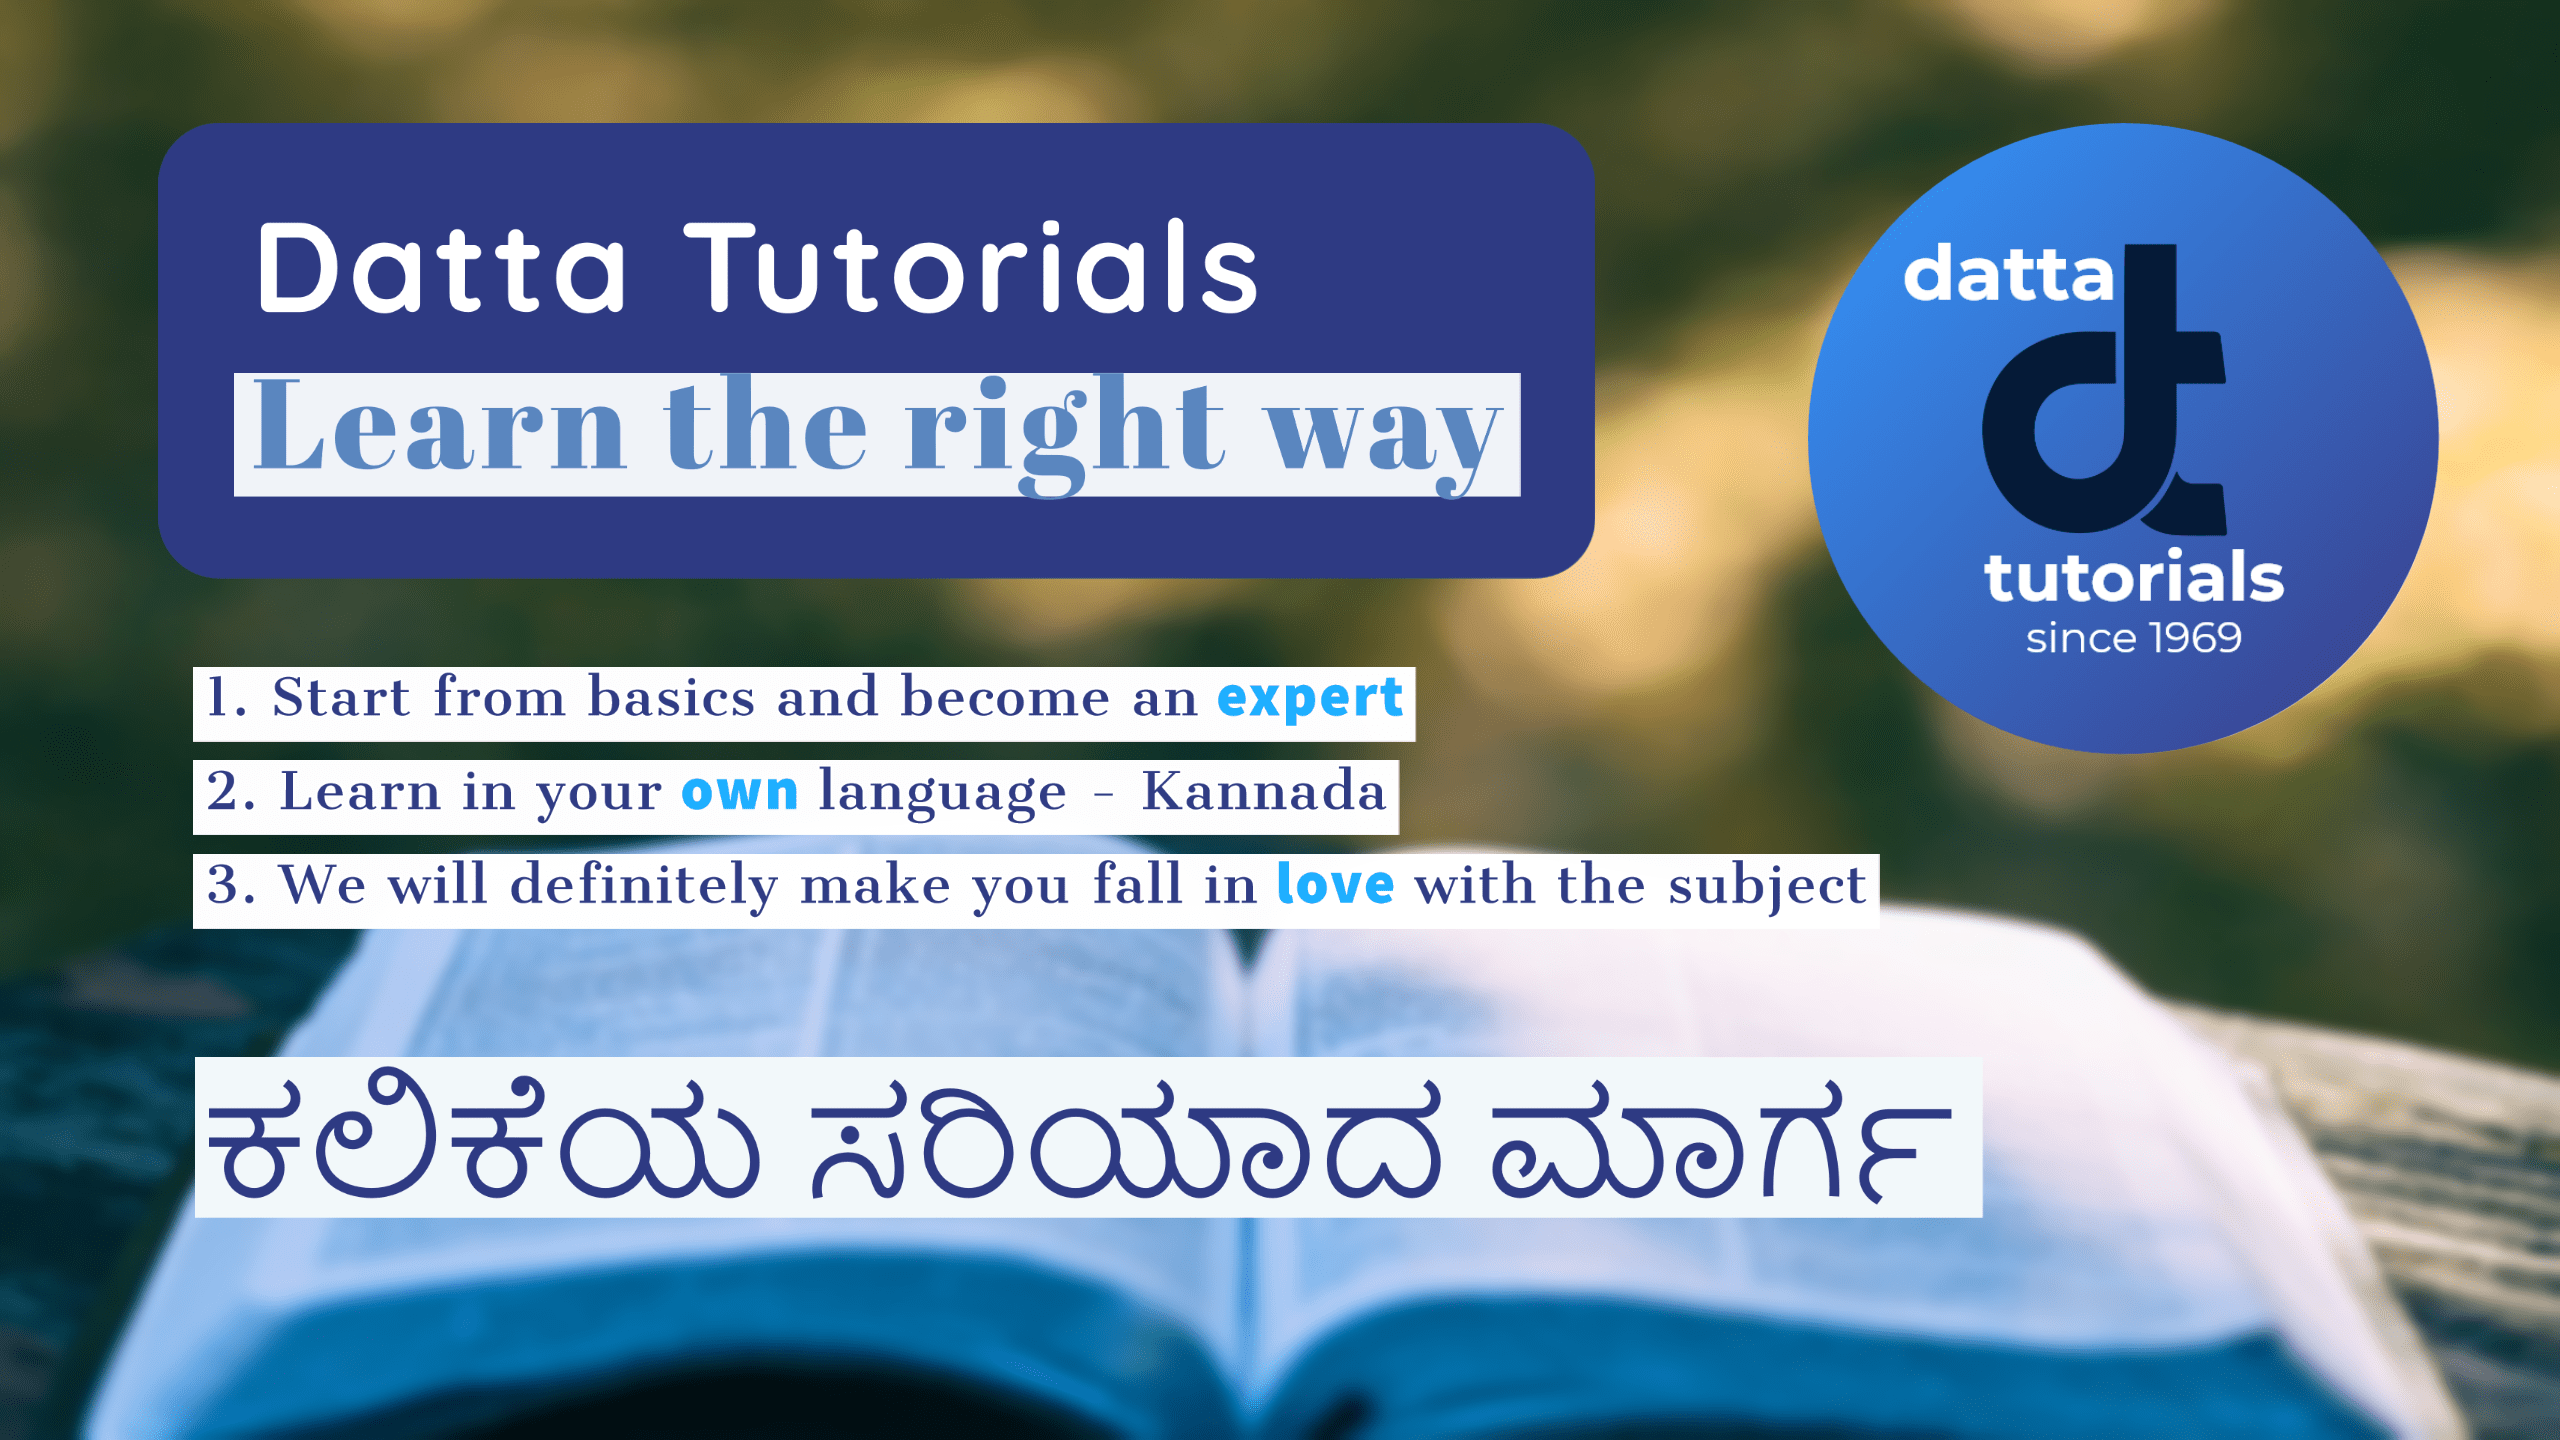 Datta Tutorials
Learn the right way
datta
dt
tutorials
since 1969
1. Start from basics and become an expert
2. Learn in your own language - Kannada
3. We will definitely make you fall in love with the subject
ಕಲಿಕೆಯ ಸರಿಯಾದ ಮಾರ್ಗ